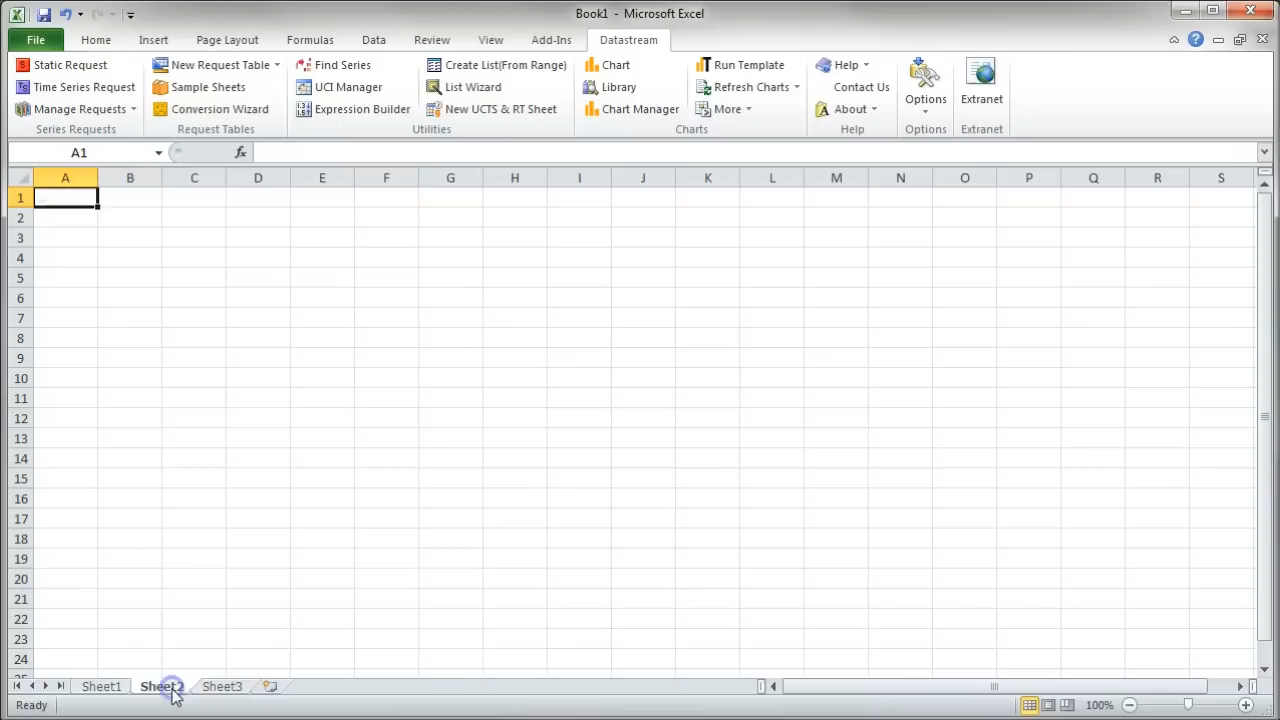 Book1 - Microsoft Excel
File Home Insert Page Layout Formulas Data Review View Add-Ins Datastream
Static Request New Request Table Find Series Create List(From Range) Chart Run Template Help
Time Series Request Sample Sheets UCI Manager List Wizard Library Refresh Charts Contact Us
Manage Requests Conversion Wizard Expression Builder New UCTS & RT Sheet Chart Manager More About Options Extranet
Series Requests Request Tables Utilities Charts Help Options Extranet
A1 fx
A B C D E F G H I J K L M N O P Q R S
1
2
3
4
5
6
7
8
9
10
11
12
13
14
15
16
17
18
19
20
21
22
23
24
Sheet1 Sheet2 Sheet3
Ready 100%